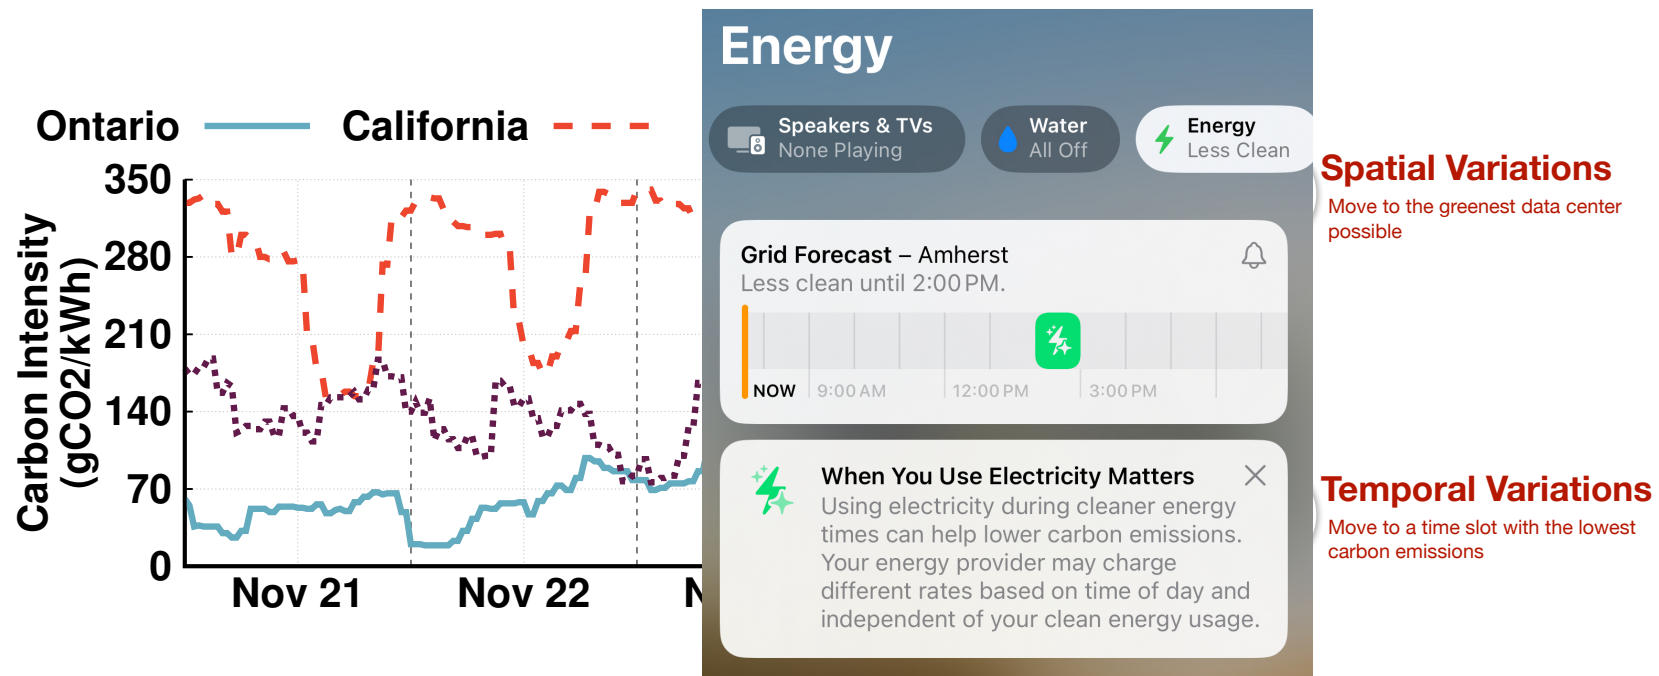 Ontario
California
350
280
210
140
70
0
Carbon Intensity
(gCO2/kWh)
Nov 21
Nov 22
Energy
Speakers & TVs
None Playing
Water
All Off
Energy
Less Clean
Grid Forecast – Amherst
Less clean until 2:00 PM.
NOW
9:00 AM
12:00 PM
3:00 PM
When You Use Electricity Matters
Using electricity during cleaner energy
times can help lower carbon emissions.
Your energy provider may charge
different rates based on time of day and
independent of your clean energy usage.
Spatial Variations
Move to the greenest data center
possible
Temporal Variations
Move to a time slot with the lowest
carbon emissions